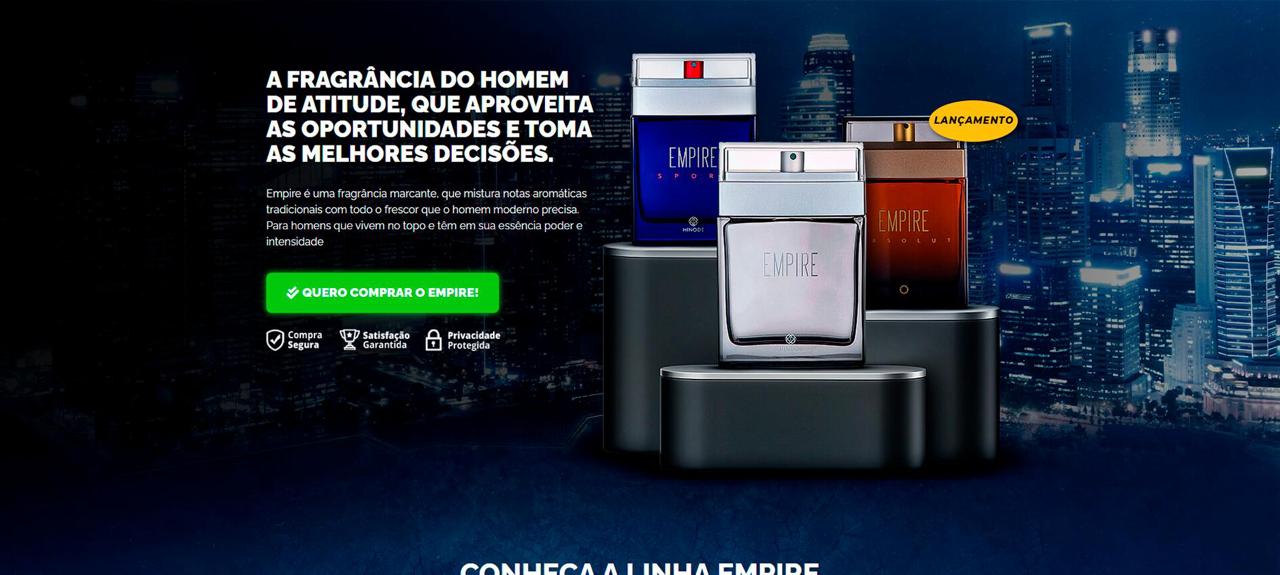 A FRAGRÂNCIA DO HOMEM
DE ATITUDE, QUE APROVEITA
AS OPORTUNIDADES E TOMA
AS MELHORES DECISÕES.
Empire é uma fragrância marcante, que mistura notas aromáticas
tradicionais com todo o frescor que o homem moderno precisa.
Para homens que vivem no topo e têm em sua essência poder e
intensidade
QUERO COMPRAR O EMPIRE!
Compra
Segura
Satisfação
Garantida
Privacidade
Protegida
EMPIRE
SPOR
HINODE
EMPIRE
HINODE
LANÇAMENTO
EMPIRE
SOLUT
CONHEÇA A LINHA EMPIRE